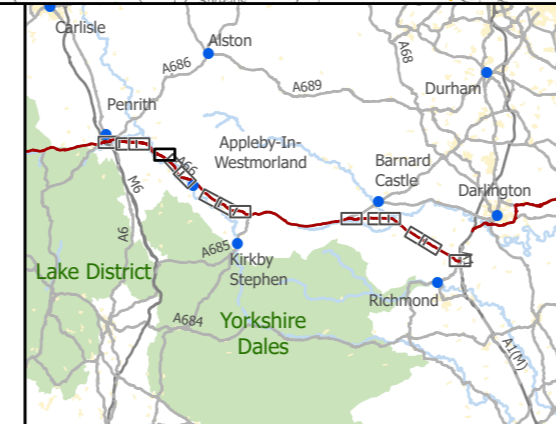 Carlisle
Alston
A686
A68
A689
Durham
Penrith
Appleby-In-
Westmorland
A66
Barnard
Castle
Darlington
M6
A6
A685
Kirkby
Stephen
Lake District
Richmond
A684
Yorkshire
Dales
A1(M)